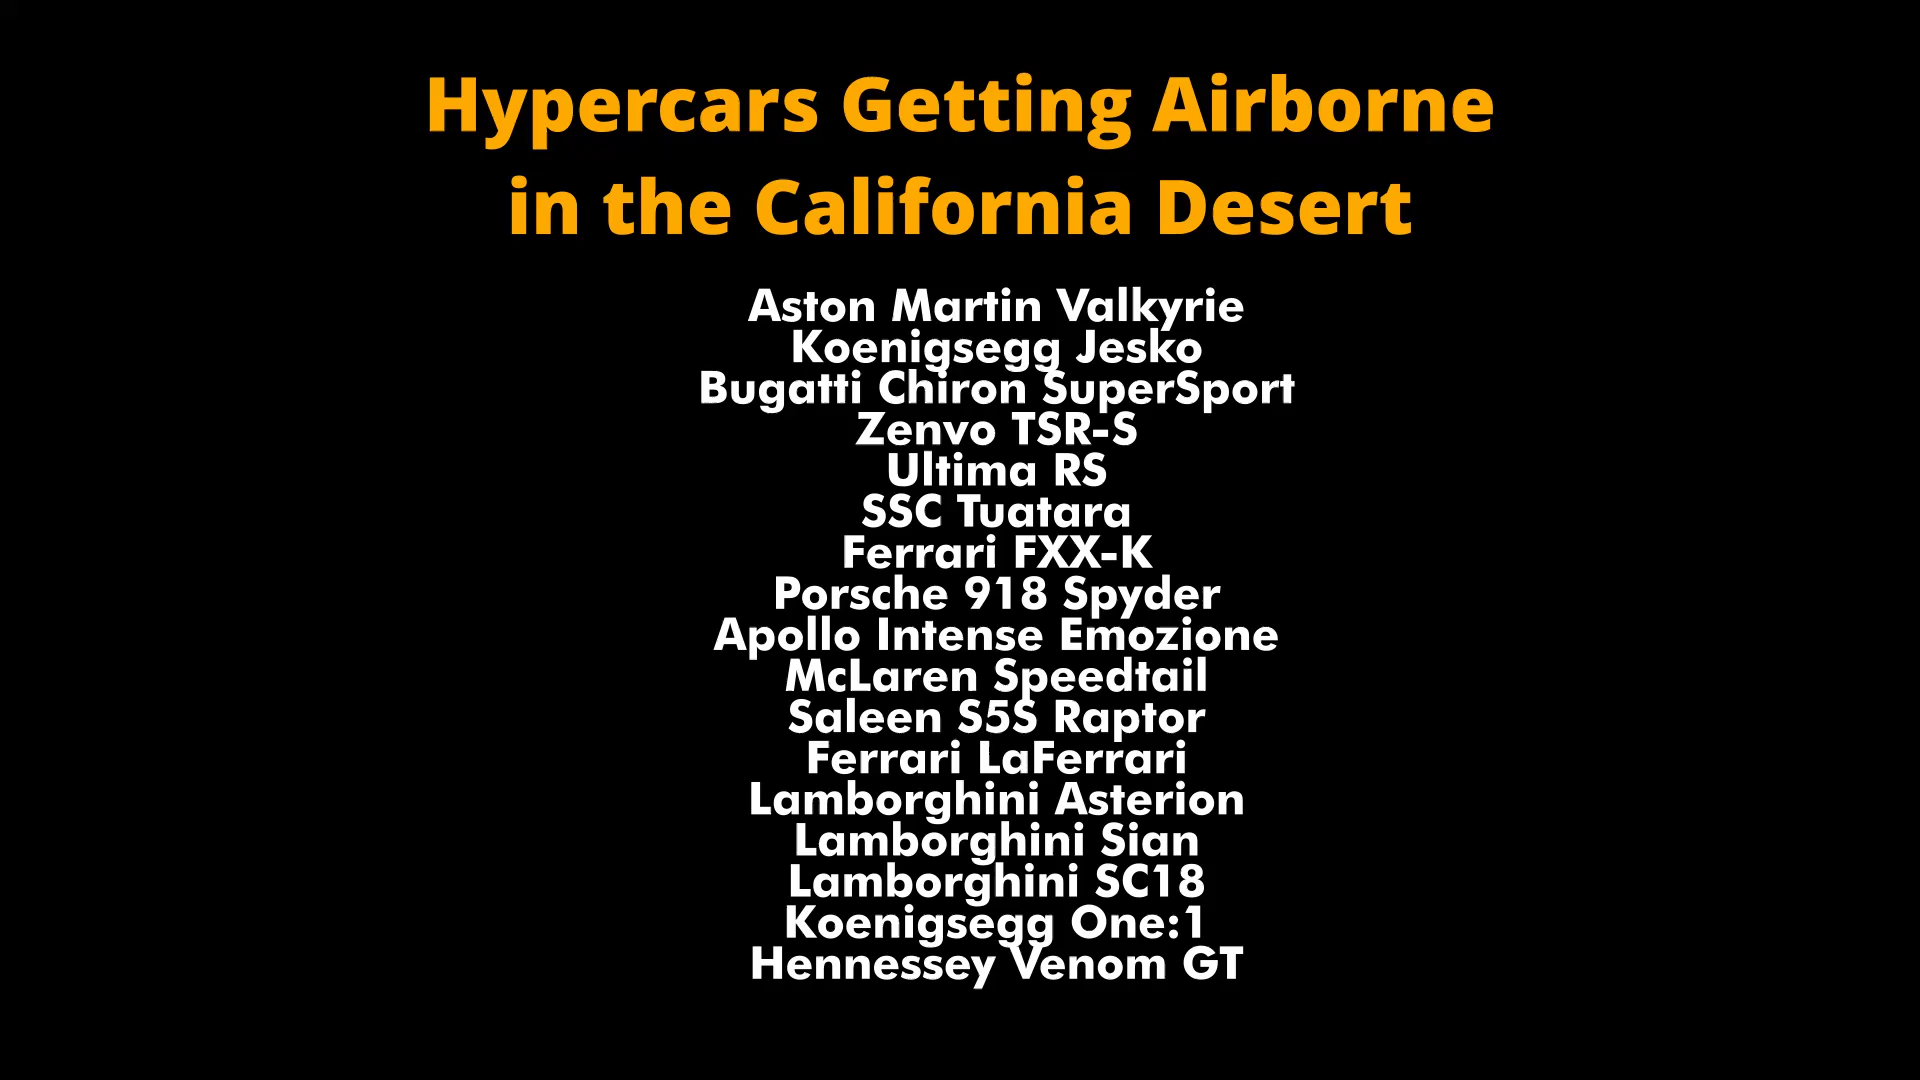 Hypercars Getting Airborne
in the California Desert
Aston Martin Valkyrie
Koenigsegg Jesko
Bugatti Chiron SuperSport
Zenvo TSR-S
Ultima RS
SSC Tuatara
Ferrari FXX-K
Porsche 918 Spyder
Apollo Intense Emozione
McLaren Speedtail
Saleen S5S Raptor
Ferrari LaFerrari
Lamborghini Asterion
Lamborghini Sian
Lamborghini SC18
Koenigsegg One:1
Hennessey Venom GT